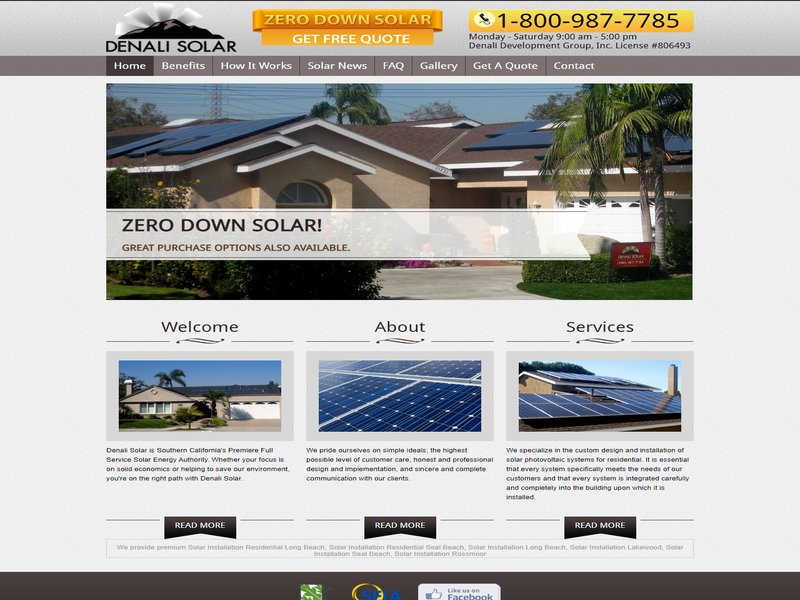 DENALI SOLAR
ZERO DOWN SOLAR
GET FREE QUOTE
1-800-987-7785
Monday - Saturday 9:00 am - 5:00 pm
Denali Development Group, Inc. License #806493
Home Benefits How It Works Solar News FAQ Gallery Get A Quote Contact
ZERO DOWN SOLAR!
GREAT PURCHASE OPTIONS ALSO AVAILABLE.
DENALI SOLAR
Welcome
Denali Solar is Southern California's Premiere Full
Service Solar Energy Authority. Whether your focus is
on solid economics or helping to save our environment,
you're on the right path with Denali Solar.
READ MORE
About
We pride ourselves on simple ideals; the highest
possible level of customer care, honest and professional
design and implementation, and sincere and complete
communication with our clients.
READ MORE
Services
We specialize in the custom design and installation of
solar photovoltaic systems for residential. It is essential
that every system specifically meets the needs of our
customers and that every system is integrated carefully
and completely into the building upon which it is
installed.
READ MORE
We provide premium Solar Installation Residential Long Beach, Solar Installation Residential Seal Beach, Solar Installation Long Beach, Solar Installation Lakewood, Solar
Installation Seal Beach, Solar Installation Rossmoor
SEIA
Like us on
Facebook